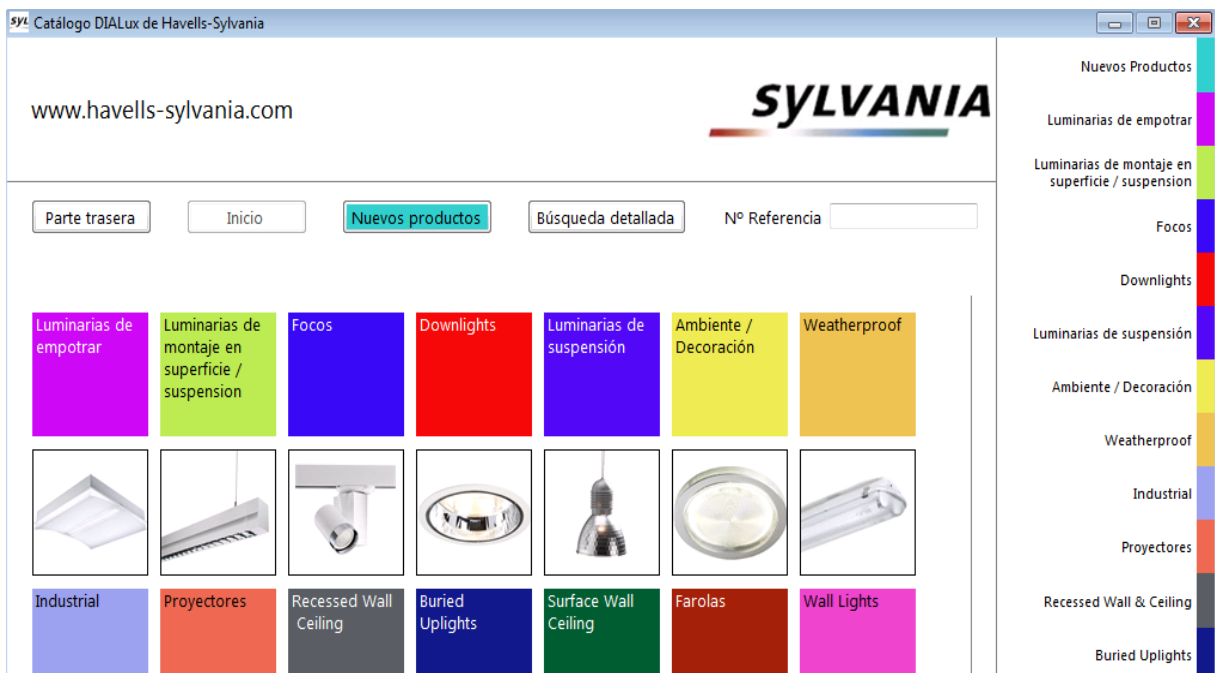 SYL Catálogo DIALux de Havells-Sylvania
www.havells-sylvania.com
SYLVANIA
Parte trasera
Inicio
Nuevos productos
Búsqueda detallada
Nº Referencia
Luminarias de
empotrar
Luminarias de
montaje en
superficie /
suspension
Focos
Downlights
Luminarias de
suspensión
Ambiente /
Decoración
Weatherproof
Industrial
Proyectores
Recessed Wall
Ceiling
Buried
Uplights
Surface Wall
Ceiling
Farolas
Wall Lights
Nuevos Productos
Luminarias de empotrar
Luminarias de montaje en
superficie / suspension
Focos
Downlights
Luminarias de suspensión
Ambiente / Decoración
Weatherproof
Industrial
Proyectores
Recessed Wall & Ceiling
Buried Uplights